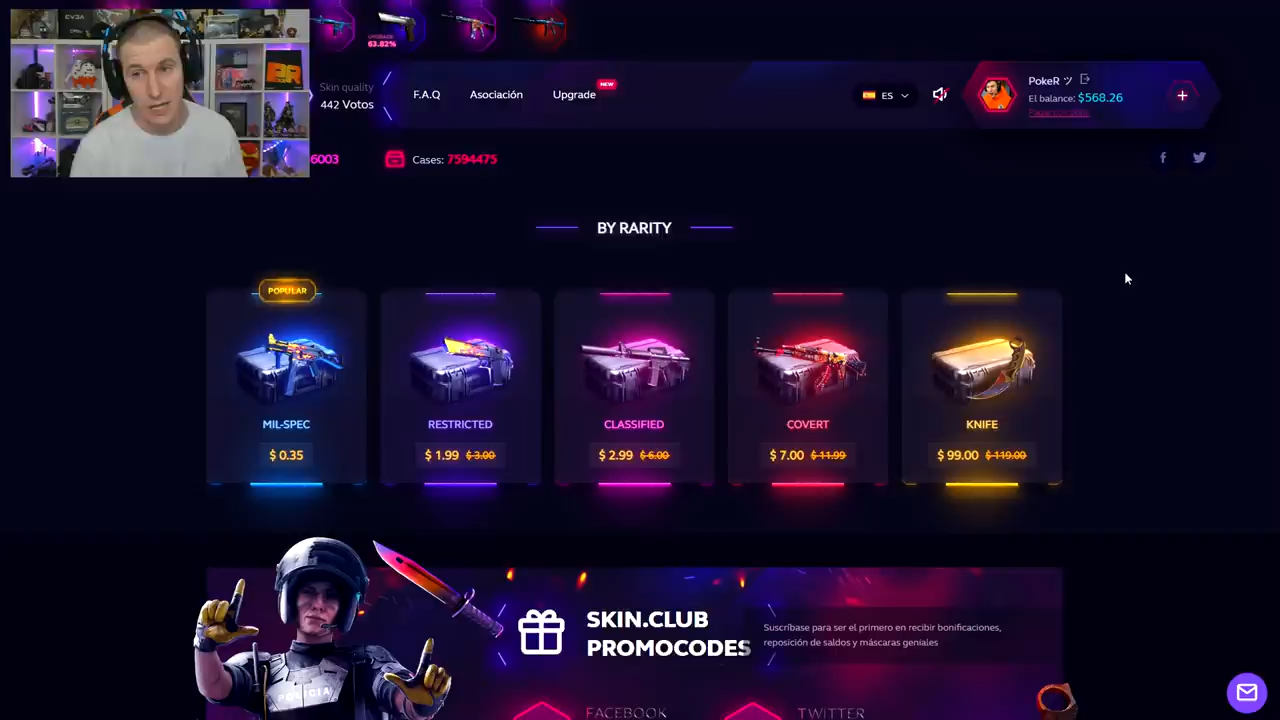 UPGRADE
63.82%
Skin quality
442 Votos
F.A.Q
Asociación
Upgrade
NEW
ES
PokeR ツ
El balance: $568.26
6003
Cases: 7594475
BY RARITY
POPULAR
MIL-SPEC
$ 0.35
RESTRICTED
$ 1.99 $ 3.00
CLASSIFIED
$ 2.99 $ 6.00
COVERT
$ 7.00 $ 11.99
KNIFE
$ 99.00 $ 119.00
POLICIA
SKIN.CLUB
PROMOCODES
Suscríbase para ser el primero en recibir bonificaciones,
reposición de saldos y máscaras geniales
FACEBOOK
TWITTER